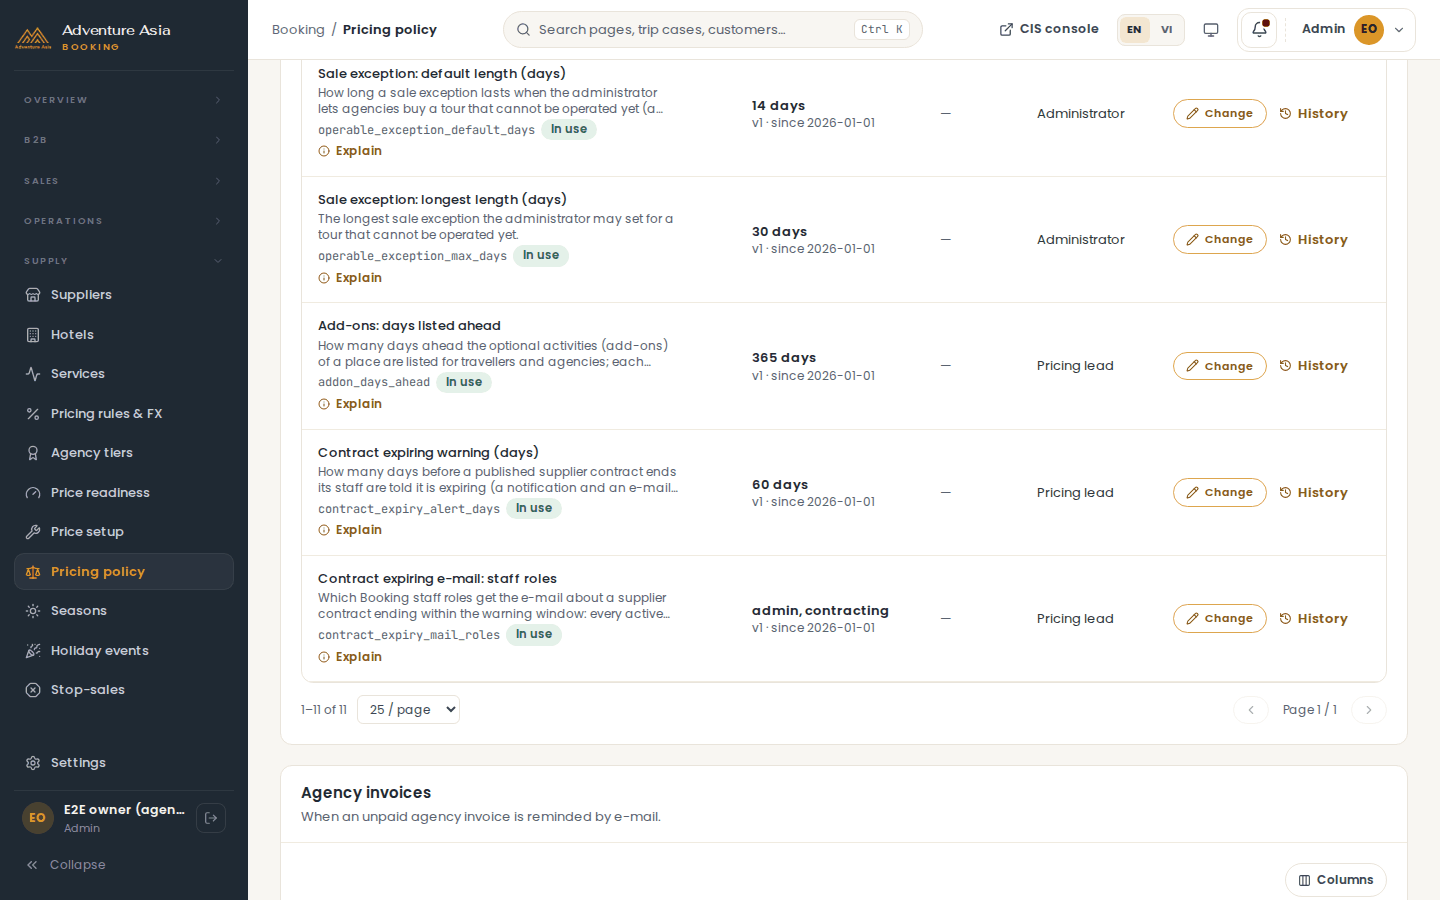 Adventure Asia
BOOKING
Adventure Asia
OVERVIEW
B2B
SALES
OPERATIONS
SUPPLY
Suppliers
Hotels
Services
Pricing rules & FX
Agency tiers
Price readiness
Price setup
Pricing policy
Seasons
Holiday events
Stop-sales
Settings
EO
E2E owner (agen...
Admin
Collapse
Booking / Pricing policy
Search pages, trip cases, customers...
Ctrl K
CIS console
EN
VI
Admin
EO
Sale exception: default length (days)
How long a sale exception lasts when the administrator
lets agencies buy a tour that cannot be operated yet (a...
operable_exception_default_days In use
Explain
14 days
v1 · since 2026-01-01
—
Administrator
Change
History
Sale exception: longest length (days)
The longest sale exception the administrator may set for a
tour that cannot be operated yet.
operable_exception_max_days In use
Explain
30 days
v1 · since 2026-01-01
—
Administrator
Change
History
Add-ons: days listed ahead
How many days ahead the optional activities (add-ons)
of a place are listed for travellers and agencies; each...
addon_days_ahead In use
Explain
365 days
v1 · since 2026-01-01
—
Pricing lead
Change
History
Contract expiring warning (days)
How many days before a published supplier contract ends
its staff are told it is expiring (a notification and an e-mail...
contract_expiry_alert_days In use
Explain
60 days
v1 · since 2026-01-01
—
Pricing lead
Change
History
Contract expiring e-mail: staff roles
Which Booking staff roles get the e-mail about a supplier
contract ending within the warning window: every active...
contract_expiry_mail_roles In use
Explain
admin, contracting
v1 · since 2026-01-01
—
Pricing lead
Change
History
1–11 of 11
25 / page
Page 1 / 1
Agency invoices
When an unpaid agency invoice is reminded by e-mail.
Columns